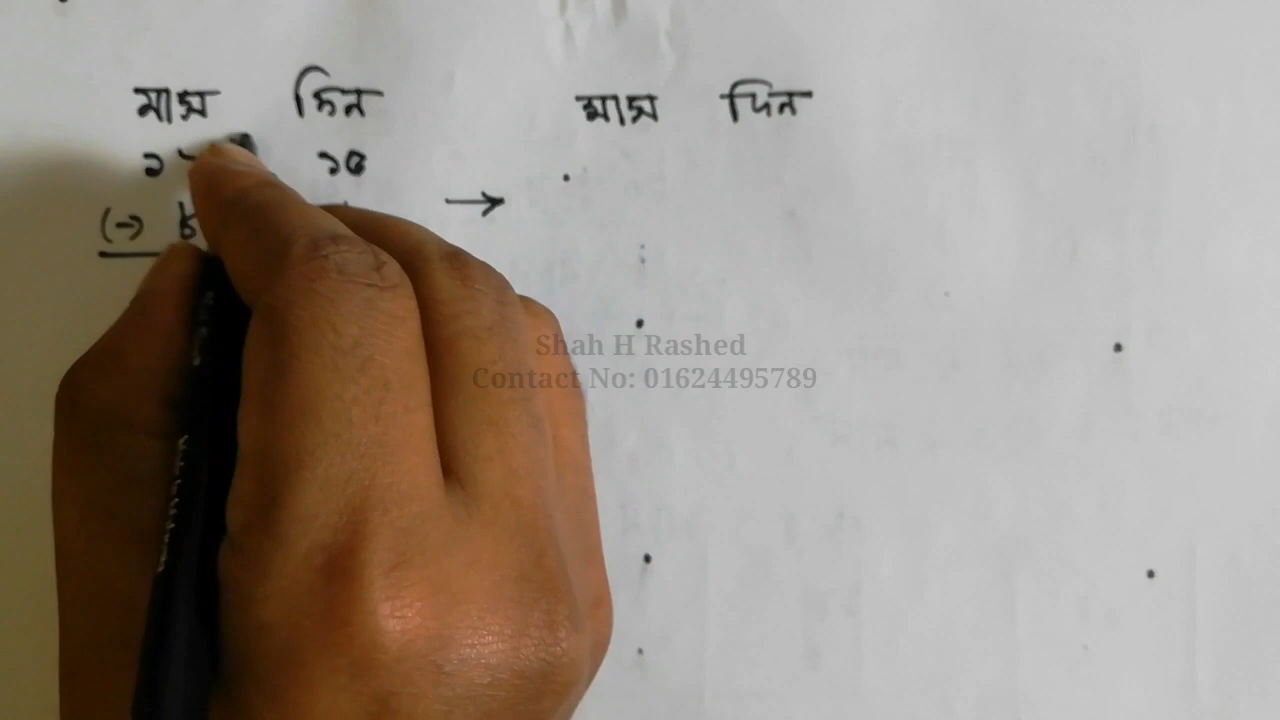 মাস দিন মাস দিন
১৫
(-) ৮
Shah H Rashed
Contact No: 01624495789